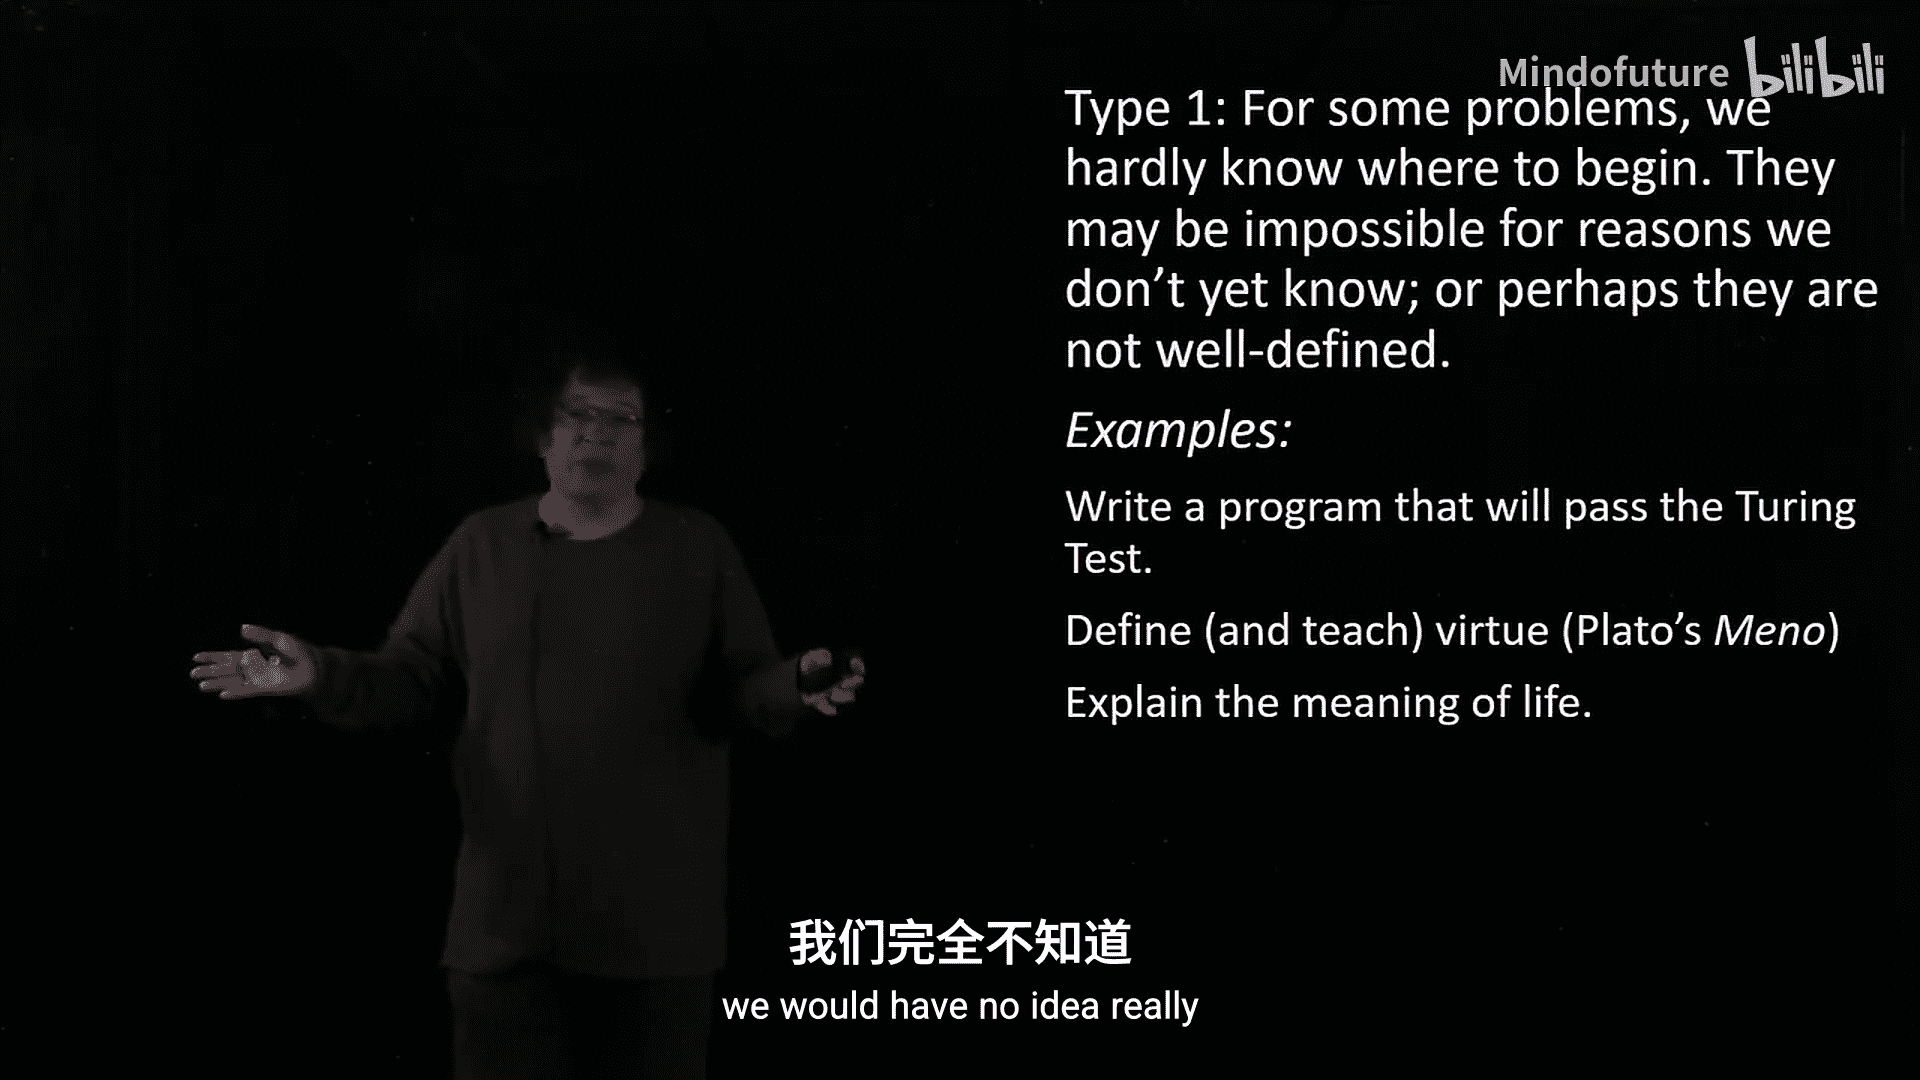 Mindofuture bilibili
Type 1: For some problems, we
hardly know where to begin. They
may be impossible for reasons we
don’t yet know; or perhaps they are
not well-defined.
Examples:
Write a program that will pass the Turing
Test.
Define (and teach) virtue (Plato’s Meno)
Explain the meaning of life.
我们完全不知道
we would have no idea really